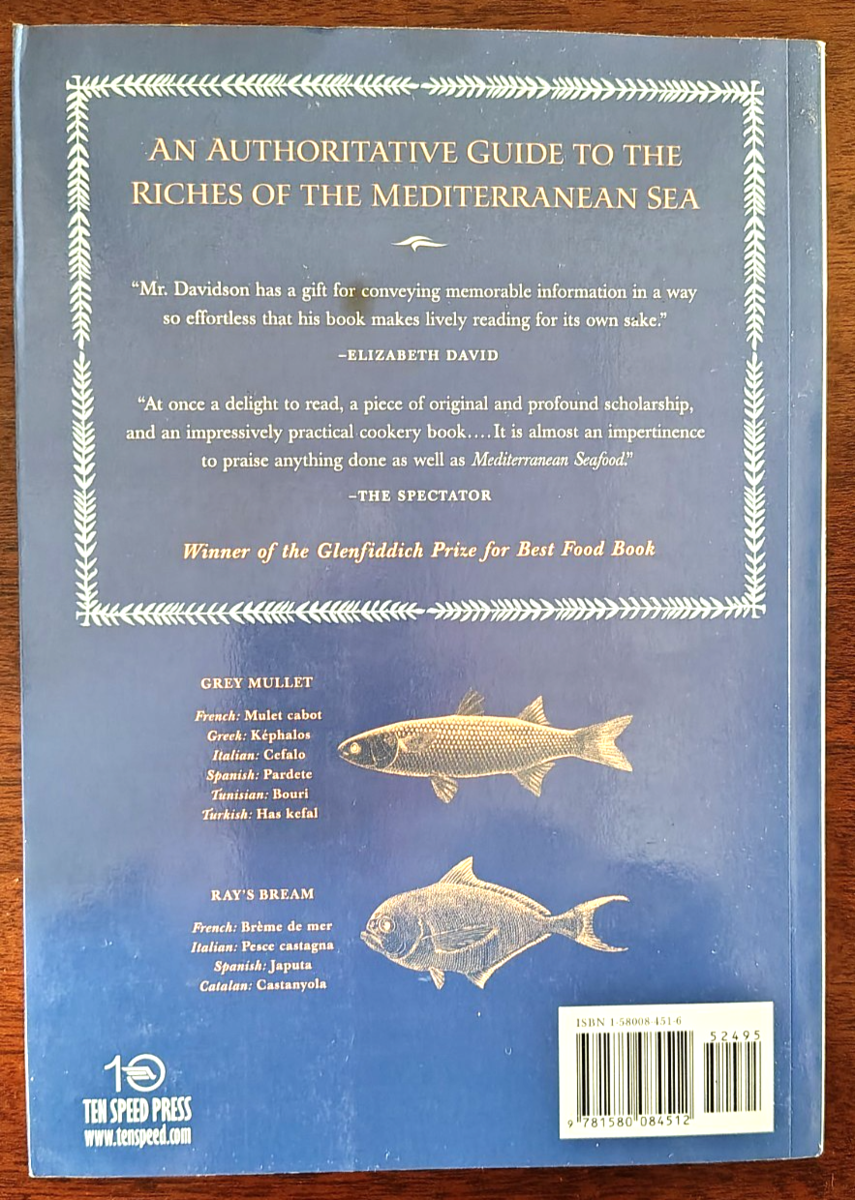 AN AUTHORITATIVE GUIDE TO THE
RICHES OF THE MEDITERRANEAN SEA
“Mr. Davidson has a gift for conveying memorable information in a way
so effortless that his book makes lively reading for its own sake.”
–ELIZABETH DAVID
“At once a delight to read, a piece of original and profound scholarship,
and an impressively practical cookery book....It is almost an impertinence
to praise anything done as well as Mediterranean Seafood.”
–THE SPECTATOR
Winner of the Glenfiddich Prize for Best Food Book
GREY MULLET
French: Mulet cabot
Greek: Képhalos
Italian: Cefalo
Spanish: Pardete
Tunisian: Bouri
Turkish: Has kefal
RAY'S BREAM
French: Brème de mer
Italian: Pesce castagna
Spanish: Japuta
Catalan: Castanyola
10
TEN SPEED PRESS
www.tenspeed.com
ISBN 1-58008-451-6
52495
9 781580 084512